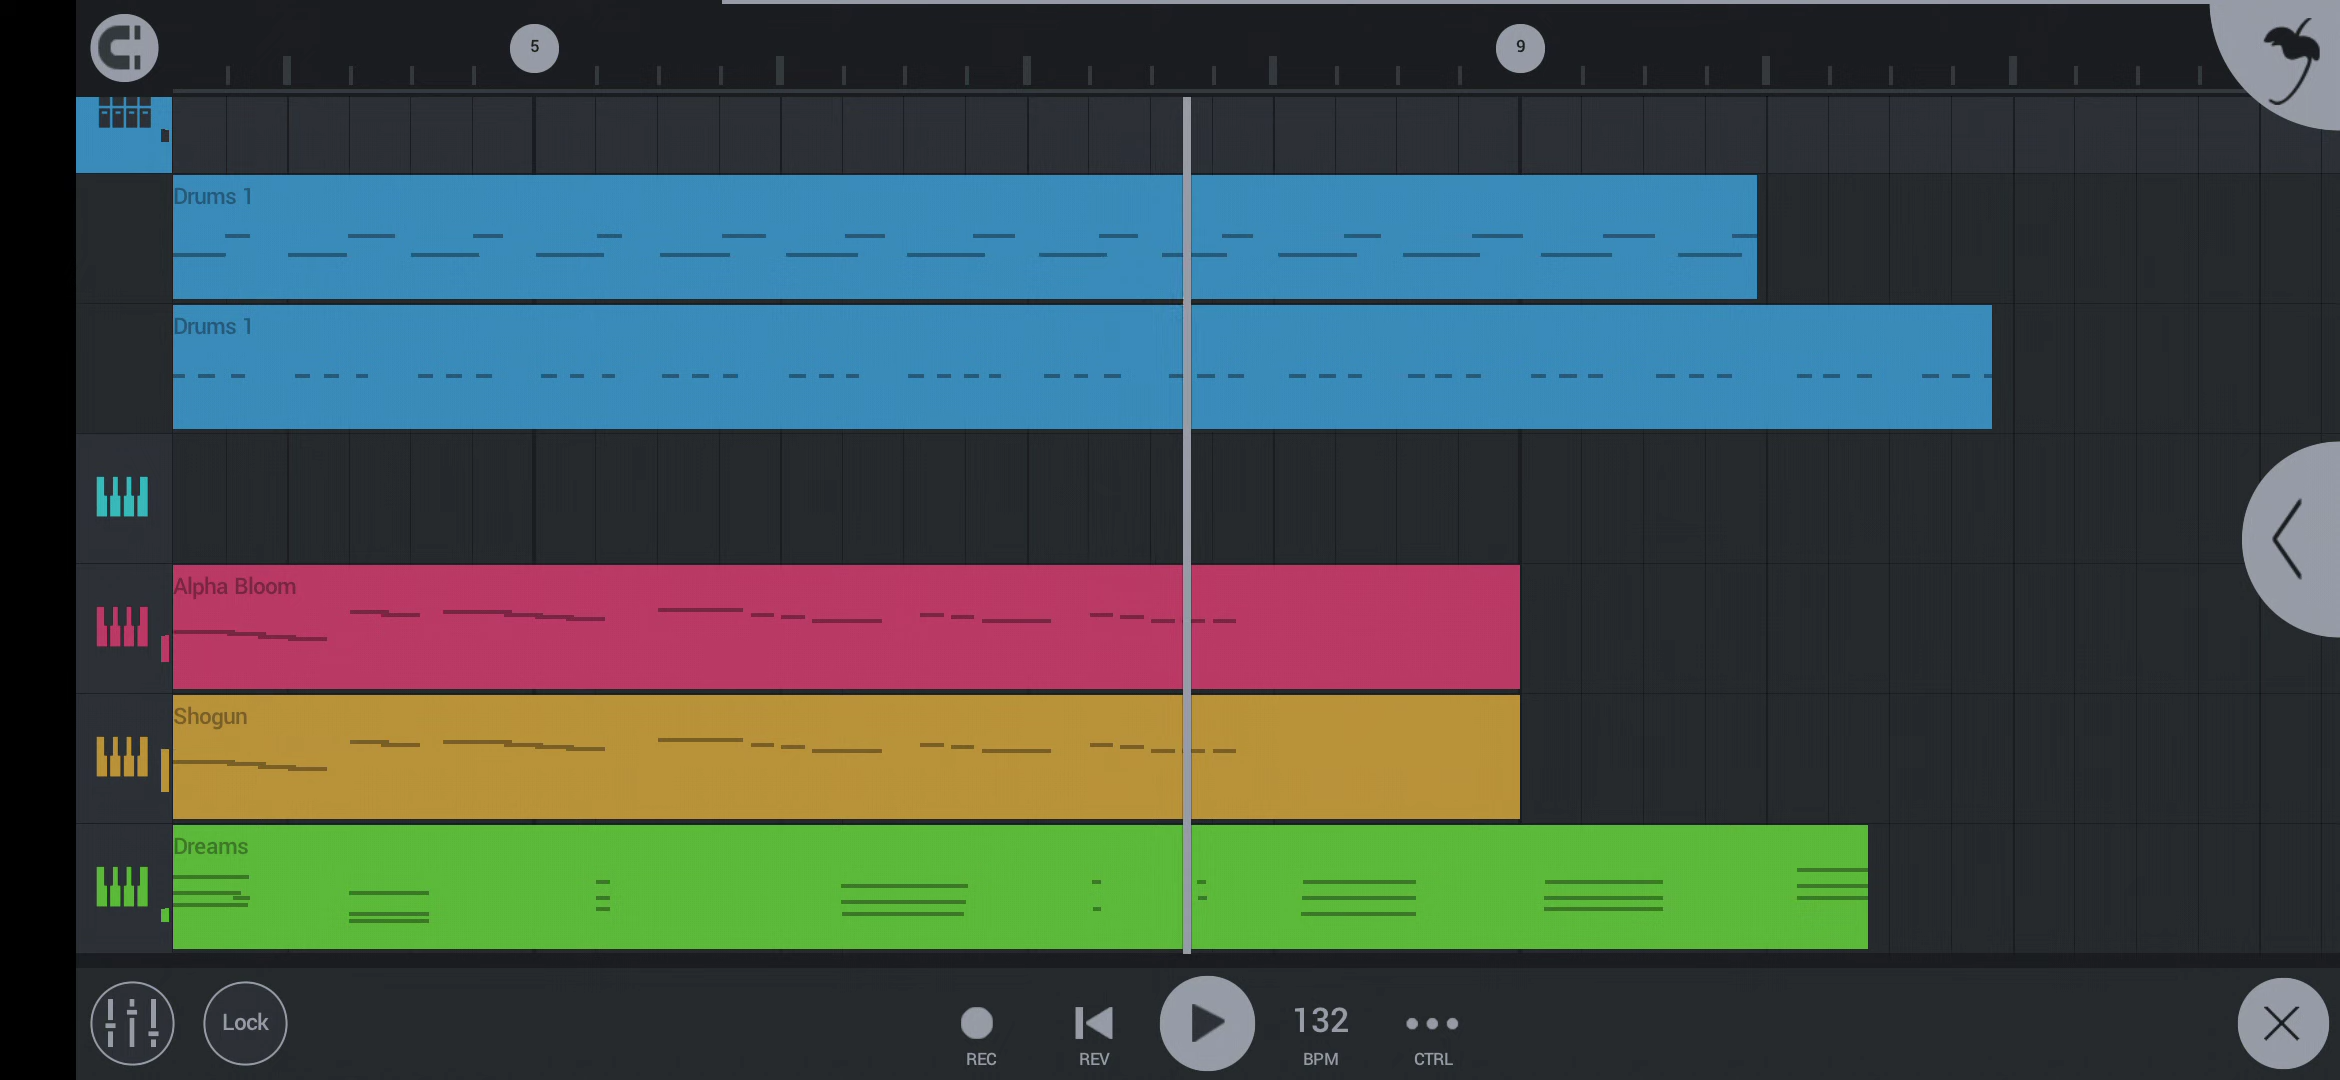 5
9
Drums 1
Drums 1
Alpha Bloom
Shogun
Dreams
Lock
132
REC
REV
BPM
CTRL